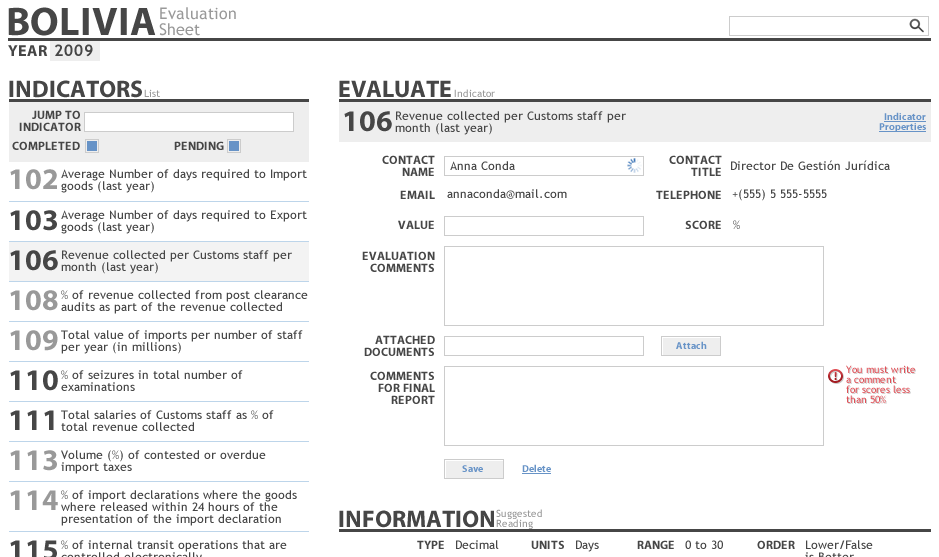 BOLIVIA Evaluation
Sheet
YEAR 2009
INDICATORS List
JUMP TO
INDICATOR
COMPLETED PENDING
102 Average Number of days required to Import
goods (last year)
103 Average Number of days required to Export
goods (last year)
106 Revenue collected per Customs staff per
month (last year)
108 % of revenue collected from post clearance
audits as part of the revenue collected
109 Total value of imports per number of staff
per year (in millions)
110 % of seizures in total number of
examinations
111 Total salaries of Customs staff as % of
total revenue collected
113 Volume (%) of contested or overdue
import taxes
114 % of import declarations where the goods
where released within 24 hours of the
presentation of the import declaration
115 % of internal transit operations that are
controlled electronically
EVALUATE Indicator
106 Revenue collected per Customs staff per
month (last year)
Indicator
Properties
CONTACT
NAME
Anna Conda
CONTACT
TITLE
Director De Gestión Jurídica
EMAIL annaconda@mail.com
TELEPHONE +(555) 5 555-5555
VALUE
SCORE %
EVALUATION
COMMENTS
ATTACHED
DOCUMENTS
Attach
COMMENTS
FOR FINAL
REPORT
You must write
a comment
for scores less
than 50%
Save Delete
INFORMATION Suggested
Reading
TYPE Decimal UNITS Days RANGE 0 to 30 ORDER Lower/False
is Better